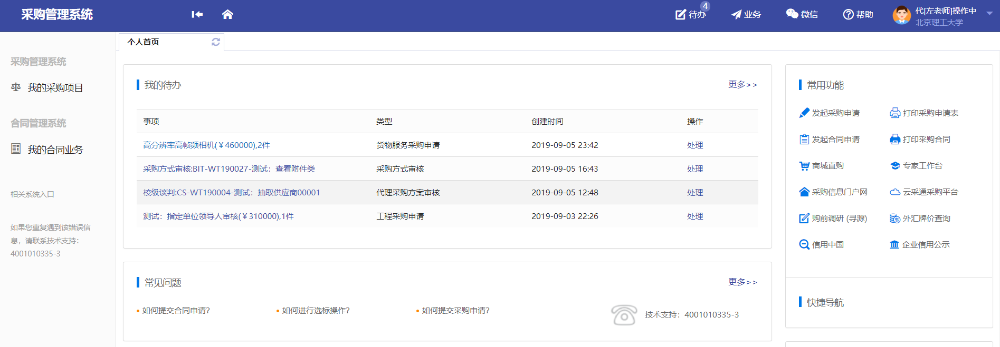 采购管理系统
4
待办
业务
微信
帮助
代[左老师]操作中
北京理工大学
个人首页
采购管理系统
我的采购项目
合同管理系统
我的合同业务
相关系统入口
如果您重复遇到该错误信
息，请联系技术支持：
4001010335-3
我的待办
更多>>
事项 类型 创建时间 操作
高分辨率高帧频相机(￥460000),2件 货物服务采购申请 2019-09-05 23:42 处理
采购方式审核:BIT-WT190027-测试：查看附件类 采购方式审核 2019-09-05 16:43 处理
校级谈判:CS-WT190004-测试：抽取供应商00001 代理采购方案审核 2019-09-05 12:48 处理
测试：指定单位领导人审核(￥310000),1件 工程采购申请 2019-09-03 22:26 处理
常见问题
更多>>
如何提交合同申请?
如何进行选标操作?
如何提交采购申请?
技术支持：4001010335-3
常用功能
发起采购申请 打印采购申请表
发起合同申请 打印采购合同
商城直购 专家工作台
采购信息门户网 云采通采购平台
购前调研 (寻源) 外汇牌价查询
信用中国 企业信用公示
快捷导航